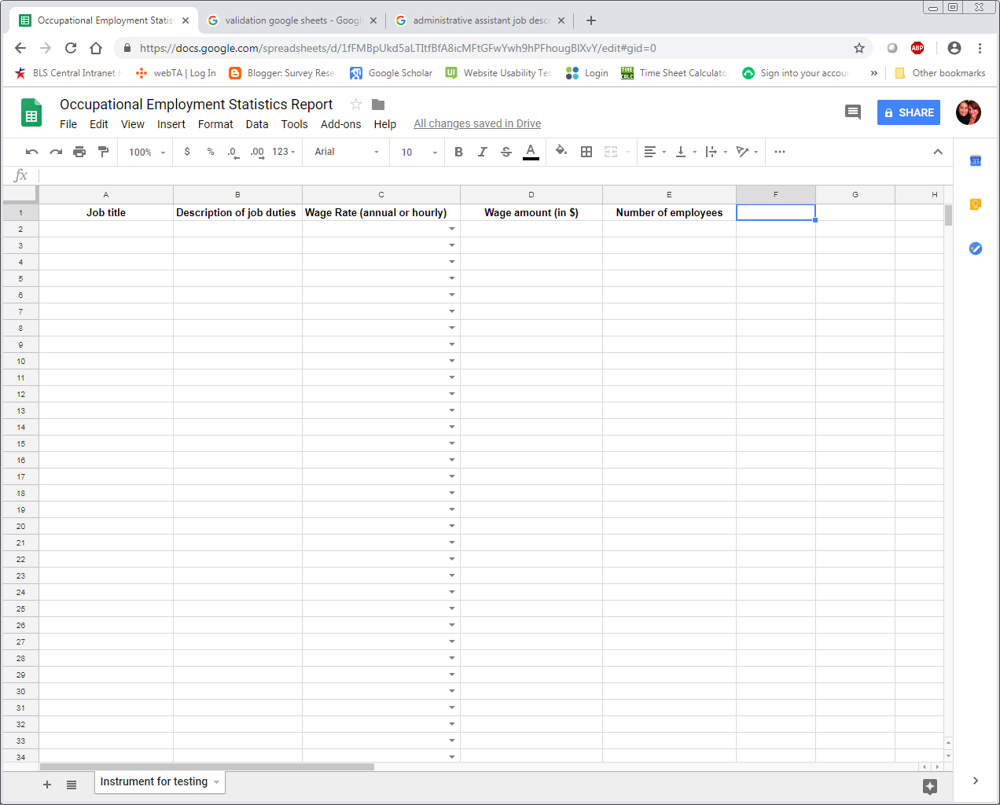 Occupational Employment Statist
validation google sheets - Googl
administrative assistant job descr
https://docs.google.com/spreadsheets/d/1fFMBpUkd5aLTItfBfA8icMFtGFwYwh9hPFhougBlXvY/edit#gid=0
ABP
BLS Central Intranet
webTA | Log In
Blogger: Survey Rese
Google Scholar
Website Usability Tes
Login
Time Sheet Calculato
Sign into your accou
»
Other bookmarks
Occupational Employment Statistics Report
SHARE
File Edit View Insert Format Data Tools Add-ons Help All changes saved in Drive
100% $ % .0 .00 123 Arial 10 B I S A
31
fx
A B C D E F G H
1 Job title Description of job duties Wage Rate (annual or hourly) Wage amount (in $) Number of employees
2
3
4
5
6
7
8
9
10
11
12
13
14
15
16
17
18
19
20
21
22
23
24
25
26
27
28
29
30
31
32
33
34
Instrument for testing